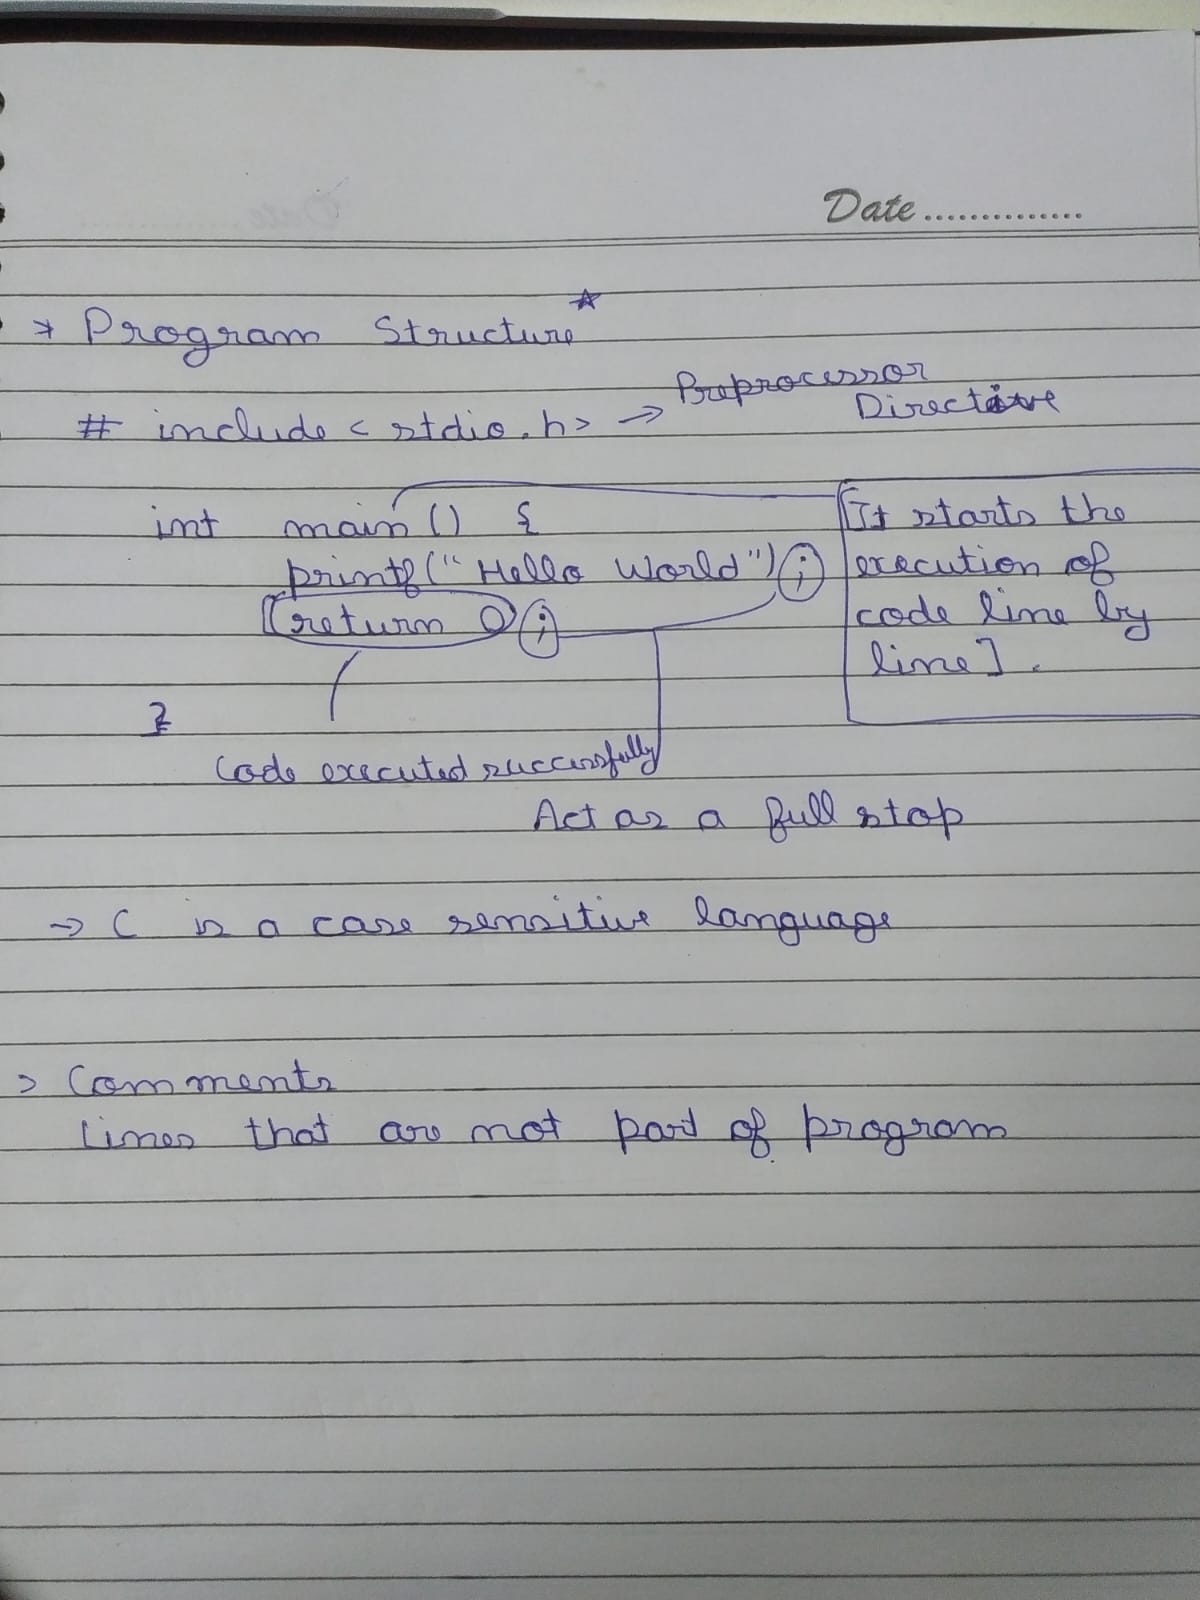 Date ..............
* Program Structure *
# include < stdio.h> → Preprocessor Directive
int main () {
[It starts the execution of code line by line].
printf (" Hello World") ;
(return 0) ;
}
Code executed successfully
Act as a full stop
→ C is a case sensitive language
> Comments
Lines that are not part of program